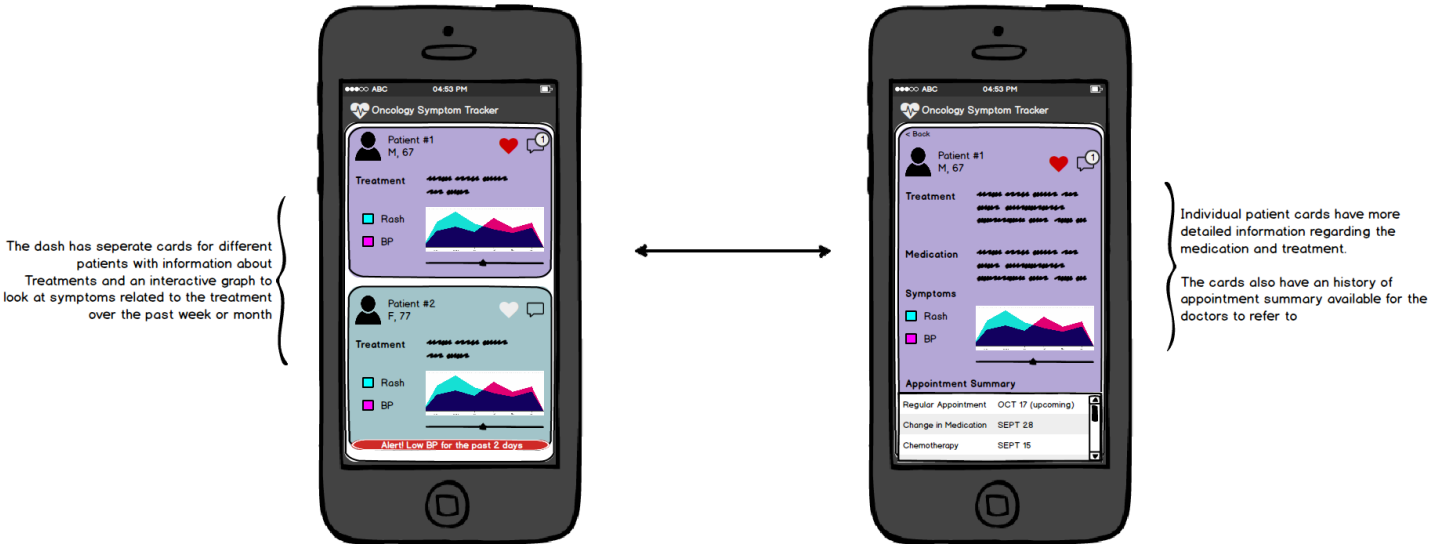 The dash has seperate cards for different
patients with information about
Treatments and an interactive graph to
look at symptoms related to the treatment
over the past week or month
ABC 04:53 PM
Oncology Symptom Tracker
Patient #1
M, 67
1
Treatment
Rash
BP
Patient #2
F, 77
Treatment
Rash
BP
Alert! Low BP for the past 2 days
ABC 04:53 PM
Oncology Symptom Tracker
< Back
Patient #1
M, 67
1
Treatment
Medication
Symptoms
Rash
BP
Appointment Summary
Regular Appointment OCT 17 (upcoming)
Change in Medication SEPT 28
Chemotherapy SEPT 15
Individual patient cards have more
detailed information regarding the
medication and treatment.
The cards also have an history of
appointment summary available for the
doctors to refer to